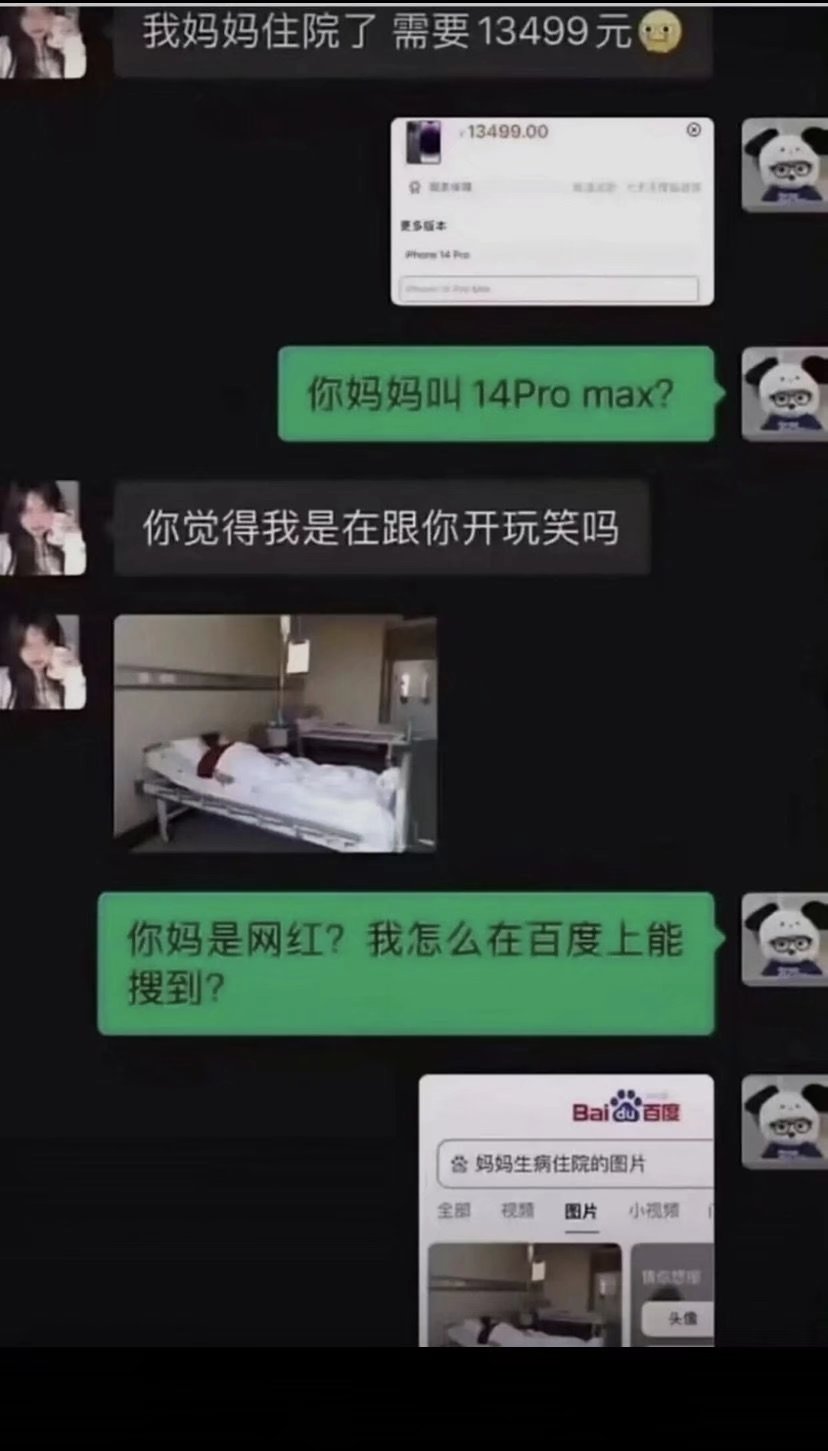 我妈妈住院了 需要13499元
¥13499.00
更多版本
iPhone 14 Pro
你妈妈叫14Pro max?
你觉得我是在跟你开玩笑吗
你妈是网红？我怎么在百度上能
搜到？
Bai du 百度
妈妈生病住院的图片
全部 视频 图片 小视频
猜你想搜
头像